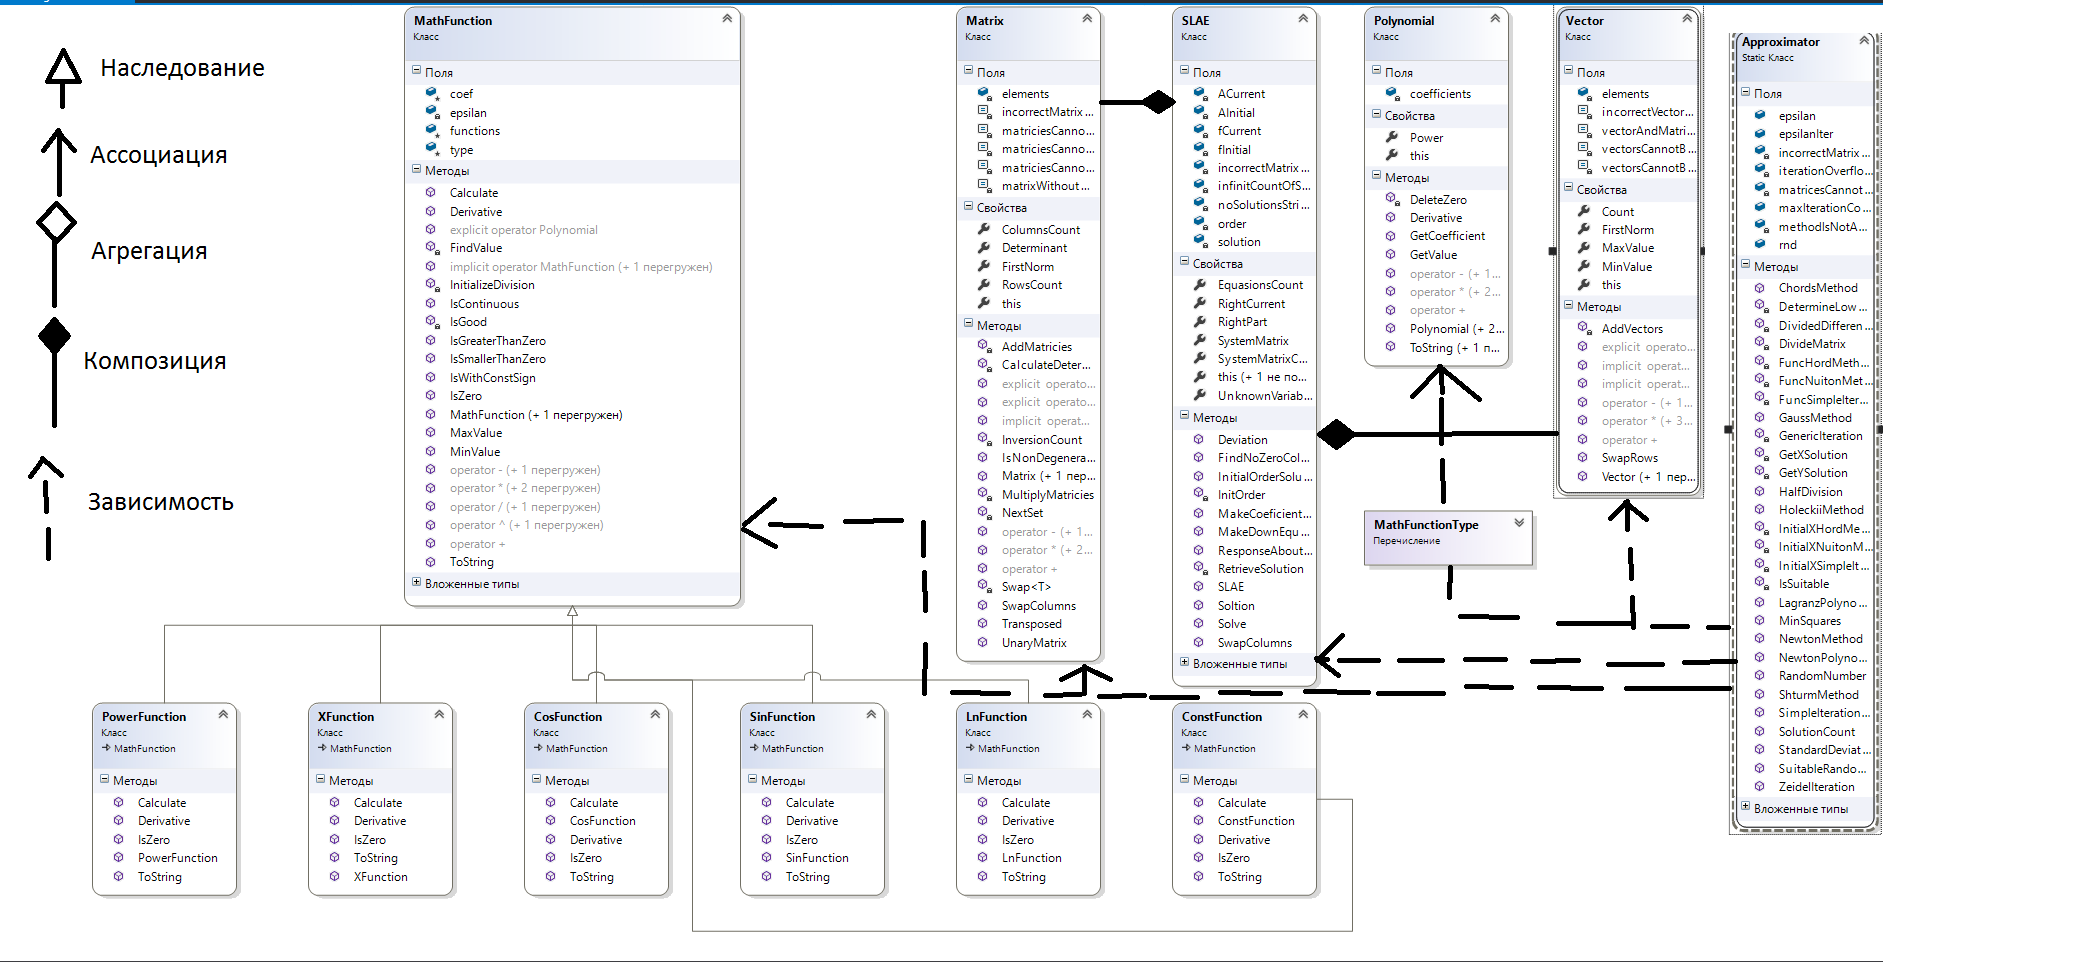 Наследование
Ассоциация
Агрегация
Композиция
Зависимость
MathFunction
Класс
Поля
coef
epsilan
functions
type
Методы
Calculate
Derivative
explicit operator Polynomial
FindValue
implicit operator MathFunction (+ 1 перегружен)
InitializeDivision
IsContinuous
IsGood
IsGreaterThanZero
IsSmallerThanZero
IsWithConstSign
IsZero
MathFunction (+ 1 перегружен)
MaxValue
MinValue
operator - (+ 1 перегружен)
operator * (+ 2 перегружен)
operator / (+ 1 перегружен)
operator ^ (+ 1 перегружен)
operator +
ToString
Вложенные типы
Matrix
Класс
Поля
elements
incorrectMatrix...
matriciesCanno...
matriciesCanno...
matriciesCanno...
matrixWithout...
Свойства
ColumnsCount
Determinant
FirstNorm
RowsCount
this
Методы
AddMatricies
CalculateDeter...
explicit operato...
explicit operato...
implicit operat...
InversionCount
IsNonDegenera...
Matrix (+ 1 пер...
MultiplyMatricies
NextSet
operator - (+ 1...
operator * (+ 2...
operator +
Swap<T>
SwapColumns
Transposed
UnaryMatrix
SLAE
Класс
Поля
ACurrent
AInitial
fCurrent
fInitial
incorrectMatrix...
infinitCountOfS...
noSolutionsStri...
order
solution
Свойства
EquasionsCount
RightCurrent
RightPart
SystemMatrix
SystemMatrixC...
this (+ 1 не по...
UnknownVariab...
Методы
Deviation
FindNoZeroCol...
InitialOrderSolu...
InitOrder
MakeCoeficient...
MakeDownEqu...
ResponseAbout...
RetrieveSolution
SLAE
Soltion
Solve
SwapColumns
Вложенные типы
Polynomial
Класс
Поля
coefficients
Свойства
Power
this
Методы
DeleteZero
Derivative
GetCoefficient
GetValue
operator - (+ 1...
operator * (+ 2...
operator +
Polynomial (+ 2...
ToString (+ 1 п...
MathFunctionType
Перечисление
Vector
Класс
Поля
elements
incorrectVector...
vectorAndMatri...
vectorsCannotB...
vectorsCannotB...
Свойства
Count
FirstNorm
MaxValue
MinValue
this
Методы
AddVectors
explicit operato...
implicit operat...
implicit operat...
operator - (+ 1...
operator * (+ 3...
operator +
SwapRows
Vector (+ 1 пер...
Approximator
Static Класс
Поля
epsilan
epsilanIter
incorrectMatrix...
iterationOverflo...
matricesCannot...
maxIterationCo...
methodIsNotA...
rnd
Методы
ChordsMethod
DetermineLow...
DividedDifferen...
DivideMatrix
FuncHordMeth...
FuncNuitonMet...
FuncSimpleIter...
GaussMethod
GenericIteration
GetXSolution
GetYSolution
HalfDivision
HoleckiiMethod
InitialXHordMe...
InitialXNuitonM...
InitialXSimpleIt...
IsSuitable
LagranzPolyno...
MinSquares
NewtonMethod
NewtonPolyno...
RandomNumber
ShturmMethod
SimpleIteration...
SolutionCount
StandardDeviat...
SuitableRando...
ZeidelIteration
Вложенные типы
PowerFunction
Класс
MathFunction
Методы
Calculate
Derivative
IsZero
PowerFunction
ToString
XFunction
Класс
MathFunction
Методы
Calculate
Derivative
IsZero
ToString
XFunction
CosFunction
Класс
MathFunction
Методы
Calculate
CosFunction
Derivative
IsZero
ToString
SinFunction
Класс
MathFunction
Методы
Calculate
Derivative
IsZero
SinFunction
ToString
LnFunction
Класс
MathFunction
Методы
Calculate
Derivative
IsZero
LnFunction
ToString
ConstFunction
Класс
MathFunction
Методы
Calculate
ConstFunction
Derivative
IsZero
ToString